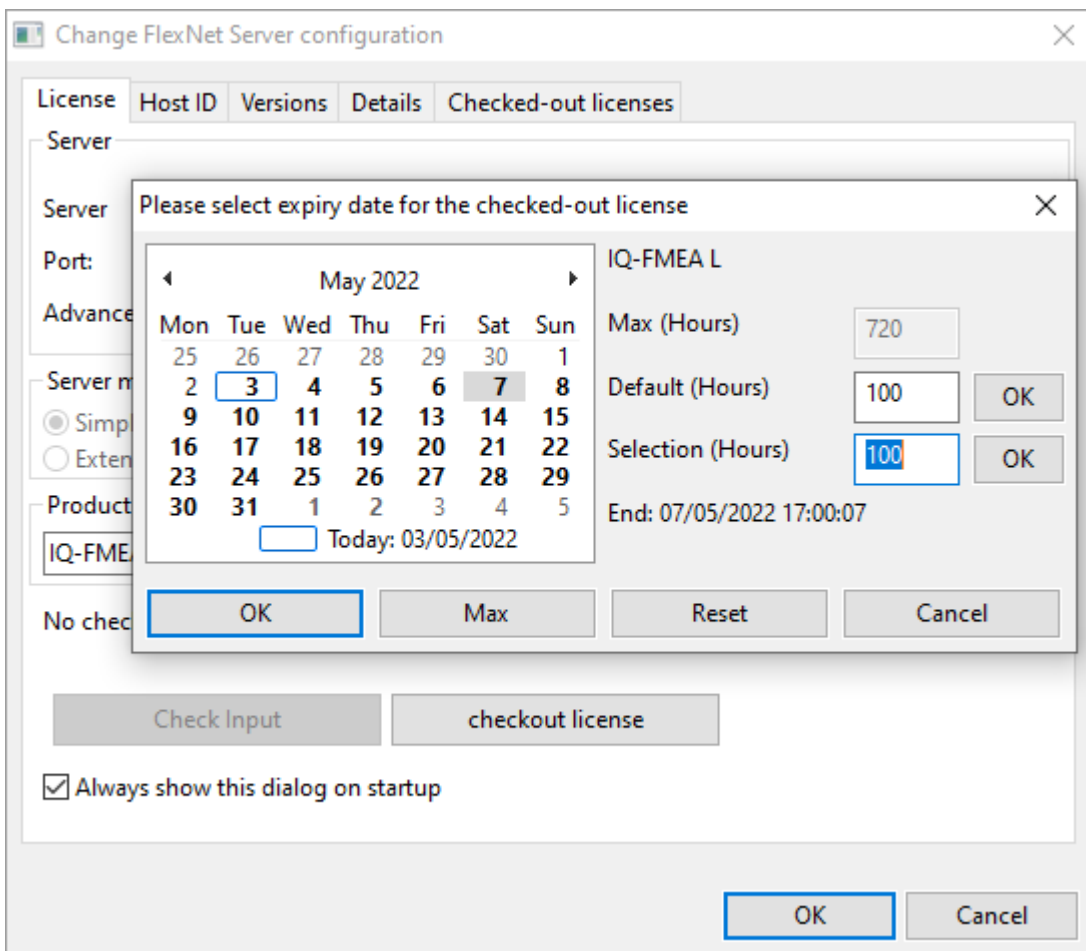 Change FlexNet Server configuration
License Host ID Versions Details Checked-out licenses
Server
Server
Port:
Advance
Server m
Simpl
Exten
Product
IQ-FME
No chec
Please select expiry date for the checked-out license
May 2022
Mon Tue Wed Thu Fri Sat Sun
25 26 27 28 29 30 1
2 3 4 5 6 7 8
9 10 11 12 13 14 15
16 17 18 19 20 21 22
23 24 25 26 27 28 29
30 31 1 2 3 4 5
Today: 03/05/2022
IQ-FMEA L
Max (Hours) 720
Default (Hours) 100 OK
Selection (Hours) 100 OK
End: 07/05/2022 17:00:07
OK Max Reset Cancel
Check Input checkout license
Always show this dialog on startup
OK Cancel